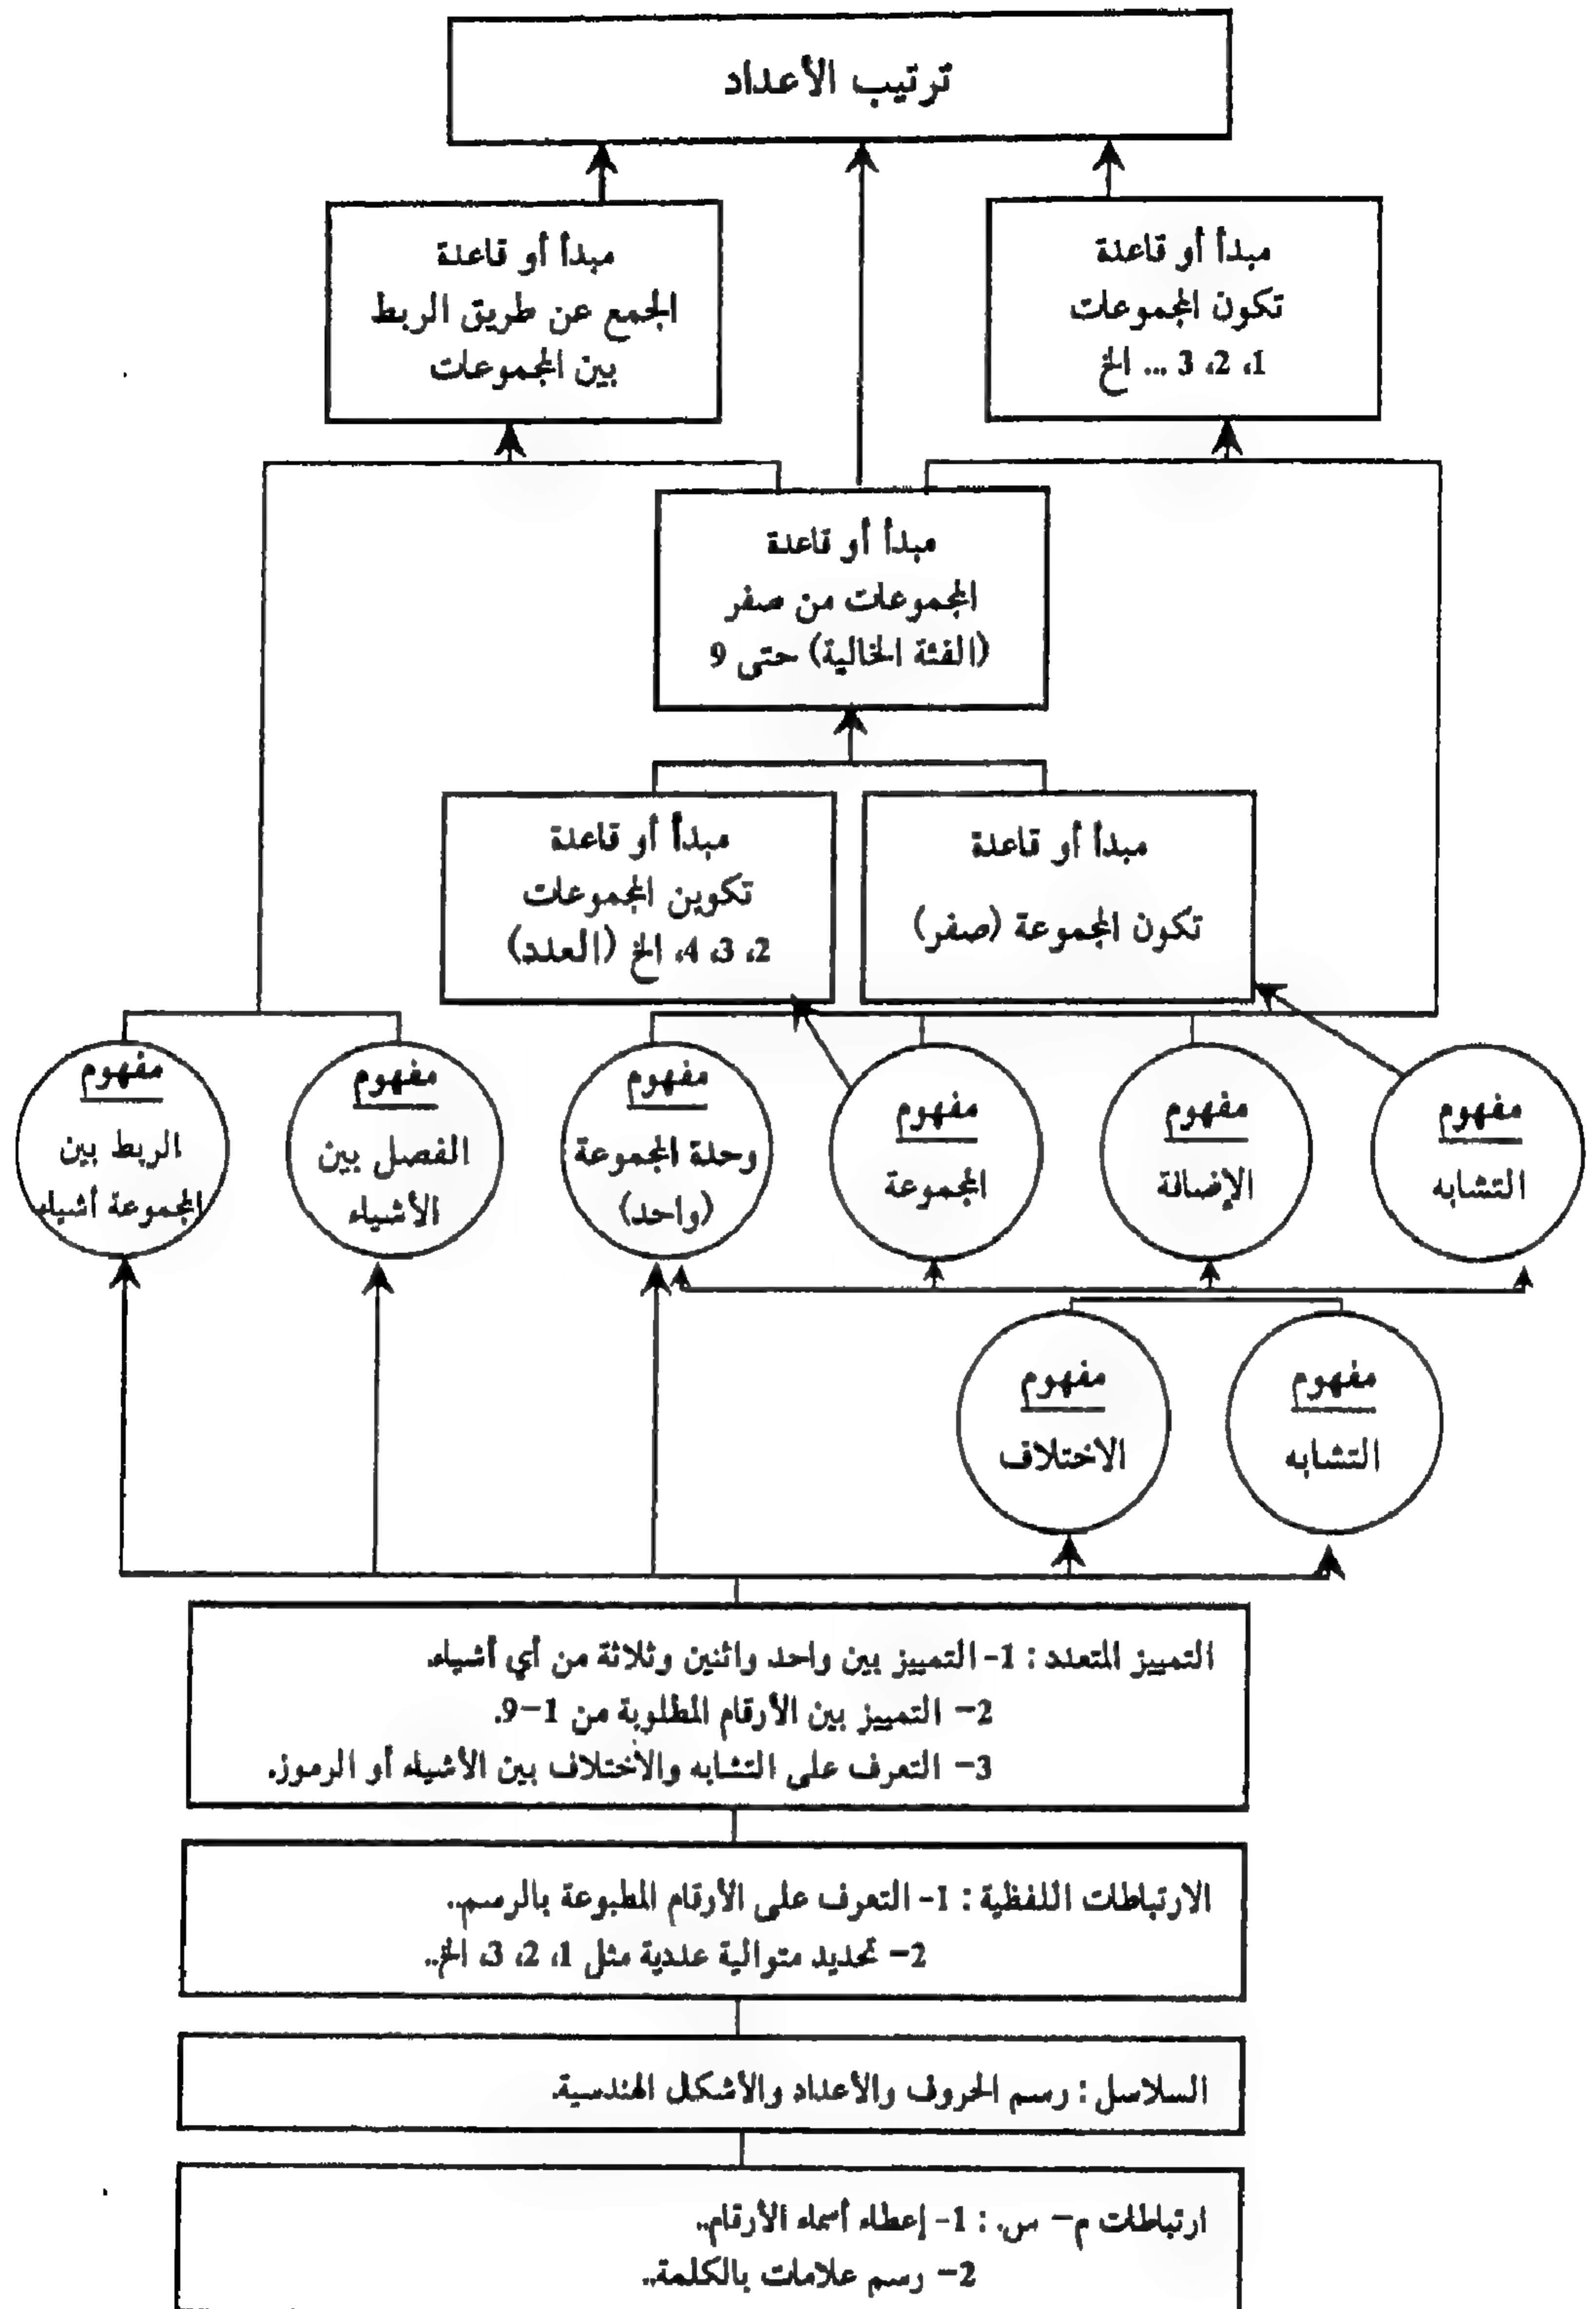 ترتيب الأعداد
مبدأ أو قاعدة
تكون المجموعات
1، 2، 3 ... الخ
مبدأ أو قاعدة
الجمع عن طريق الربط
بين المجموعات
مبدأ أو قاعدة
المجموعات من صفر
(الفئة الخالية) حتى 9
مبدأ أو قاعدة
تكون المجموعة (صفر)
مبدأ أو قاعدة
تكوين المجموعات
2، 3، 4، الخ (العدد)
مفهوم
التشابه
مفهوم
الإضافة
مفهوم
المجموعة
مفهوم
وحدة المجموعة
(واحد)
مفهوم
الفصل بين
الأشياء
مفهوم
الربط بين
المجموعة أشياء
مفهوم
التشابه
مفهوم
الاختلاف
التمييز المتعدد : 1- التمييز بين واحد واثنين وثلاثة من أي أشياء.
2- التمييز بين الأرقام المطلوبة من 1-9.
3- التعرف على التشابه والأختلاف بين الأشياء أو الرموز.
الارتباطات اللفظية : 1- التعرف على الأرقام المطبوعة بالرسم..
2- تحديد متوالية عددية مثل 1، 2، 3، الخ..
السلاسل : رسم الحروف والأعداد والأشكل الهندسية.
ارتباطات م- س. : 1- إعطاء أسماء الأرقام..
2- رسم علامات بالكلمة..